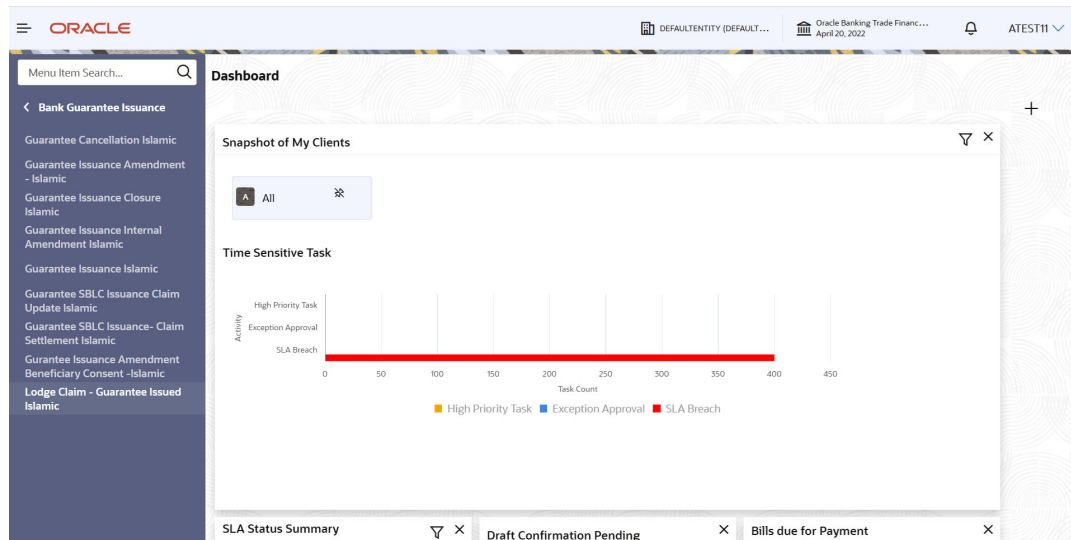 ORACLE
DEFAULTENTITY (DEFAULT...
Oracle Banking Trade Financ...
April 20, 2022
ATEST11
Menu Item Search...
Bank Guarantee Issuance
Guarantee Cancellation Islamic
Guarantee Issuance Amendment
- Islamic
Guarantee Issuance Closure
Islamic
Guarantee Issuance Internal
Amendment Islamic
Guarantee Issuance Islamic
Guarantee SBLC Issuance Claim
Update Islamic
Guarantee SBLC Issuance- Claim
Settlement Islamic
Gurantee Issuance Amendment
Beneficiary Consent -Islamic
Lodge Claim - Guarantee Issued
Islamic
Dashboard
Snapshot of My Clients
A All
Time Sensitive Task
Activity
High Priority Task
Exception Approval
SLA Breach
0 50 100 150 200 250 300 350 400 450
Task Count
High Priority Task Exception Approval SLA Breach
SLA Status Summary
Draft Confirmation Pending
Bills due for Payment